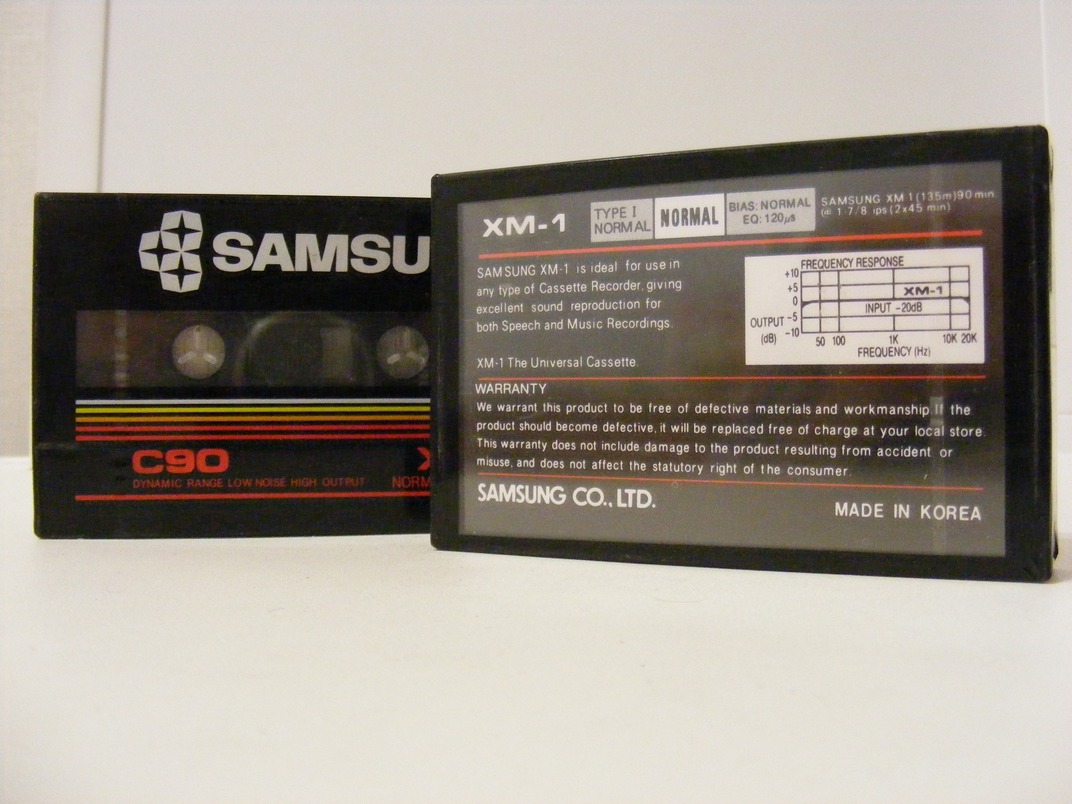 SAMSU
C90
DYNAMIC RANGE LOW NOISE HIGH OUTPUT
NORM
XM-1
TYPE I
NORMAL
NORMAL
BIAS: NORMAL
EQ: 120µs
SAMSUNG XM 1 (135m) 90 min
@ 1 7/8 ips (2x45 min)
SAMSUNG XM-1 is ideal for use in
any type of Cassette Recorder, giving
excellent sound reproduction for
both Speech and Music Recordings.
XM-1 The Universal Cassette.
FREQUENCY RESPONSE
+10
+5
0
-5
-10
OUTPUT
(dB)
XM-1
INPUT -20dB
50 100 1K 10K 20K
FREQUENCY (Hz)
WARRANTY
We warrant this product to be free of defective materials and workmanship. If the
product should become defective, it will be replaced free of charge at your local store.
This warranty does not include damage to the product resulting from accident or
misuse, and does not affect the statutory right of the consumer.
SAMSUNG CO., LTD.
MADE IN KOREA